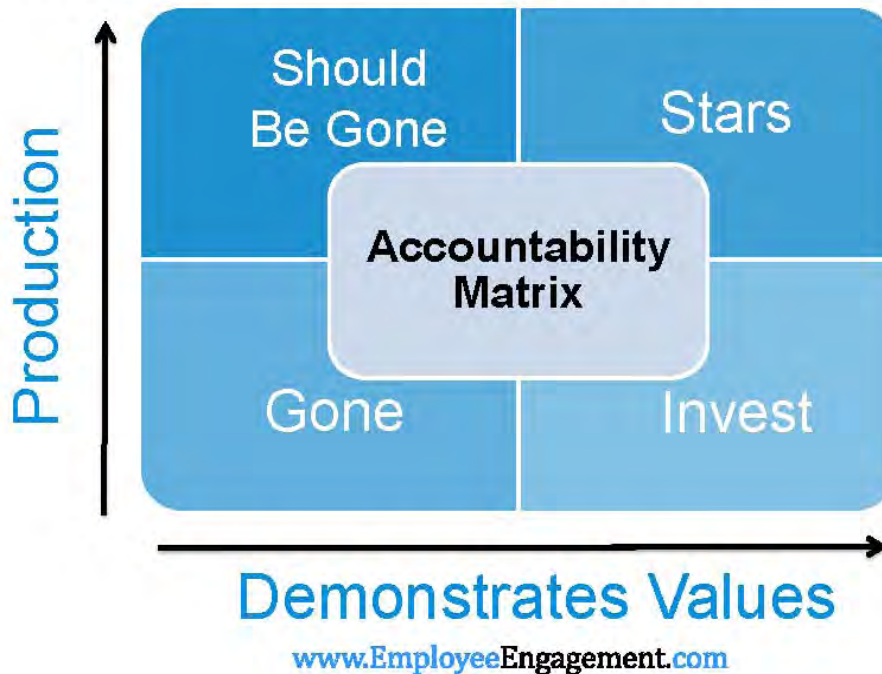 Production
Should
Be Gone
Stars
Accountability
Matrix
Gone
Invest
Demonstrates Values
www.EmployeeEngagement.com